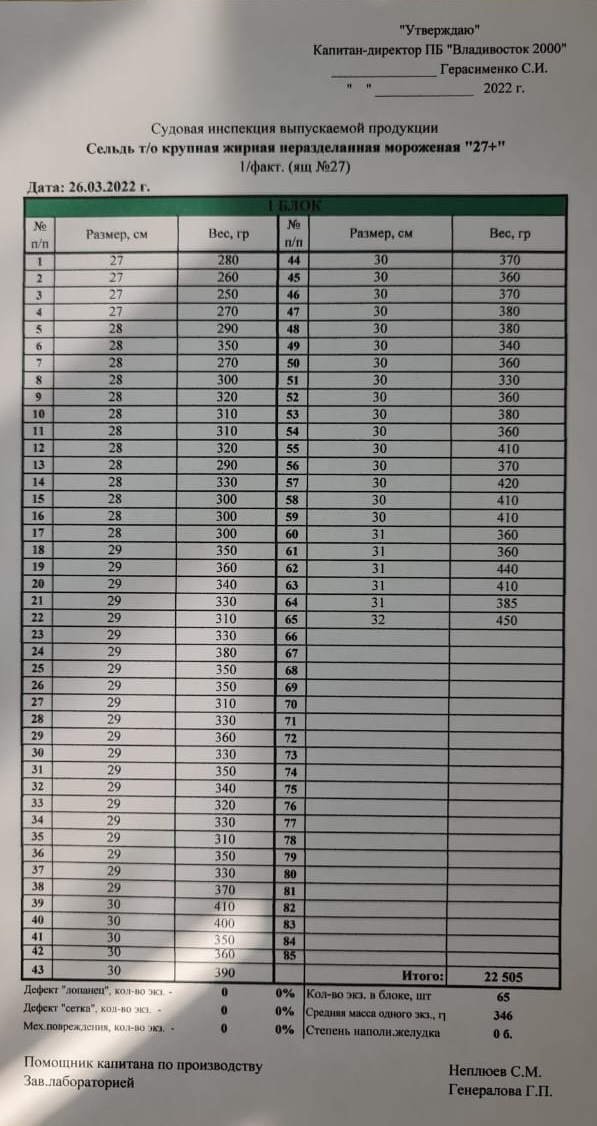 "Утверждаю"
Капитан-директор ПБ "Владивосток 2000"
Герасименко С.И.
" " 2022 г.
Судовая инспекция выпускаемой продукции
Сельдь т/о крупная жирная неразделанная мороженая "27+"
1/факт. (ящ №27)
Дата: 26.03.2022 г.
1 БЛОК
№ п/п Размер, см Вес, гр № п/п Размер, см Вес, гр
1 27 280 44 30 370
2 27 260 45 30 360
3 27 250 46 30 370
4 27 270 47 30 380
5 28 290 48 30 380
6 28 350 49 30 340
7 28 270 50 30 360
8 28 300 51 30 330
9 28 320 52 30 360
10 28 310 53 30 380
11 28 310 54 30 360
12 28 320 55 30 410
13 28 290 56 30 370
14 28 330 57 30 420
15 28 300 58 30 410
16 28 300 59 30 410
17 28 300 60 31 360
18 29 350 61 31 360
19 29 360 62 31 440
20 29 340 63 31 410
21 29 330 64 31 385
22 29 310 65 32 450
23 29 330 66
24 29 380 67
25 29 350 68
26 29 350 69
27 29 310 70
28 29 330 71
29 29 360 72
30 29 330 73
31 29 350 74
32 29 340 75
33 29 320 76
34 29 330 77
35 29 310 78
36 29 350 79
37 29 330 80
38 29 370 81
39 30 410 82
40 30 400 83
41 30 350 84
42 30 360 85
43 30 390 Итого: 22 505
Дефект "лопанец", кол-во экз. - 0 0% Кол-во экз. в блоке, шт 65
Дефект "сетка", кол-во экз. - 0 0% Средняя масса одного экз., г 346
Мех.повреждения, кол-во экз. - 0 0% Степень наполн.желудка 0 б.
Помощник капитана по производству Неплюев С.М.
Зав.лабораторией Генералова Г.П.